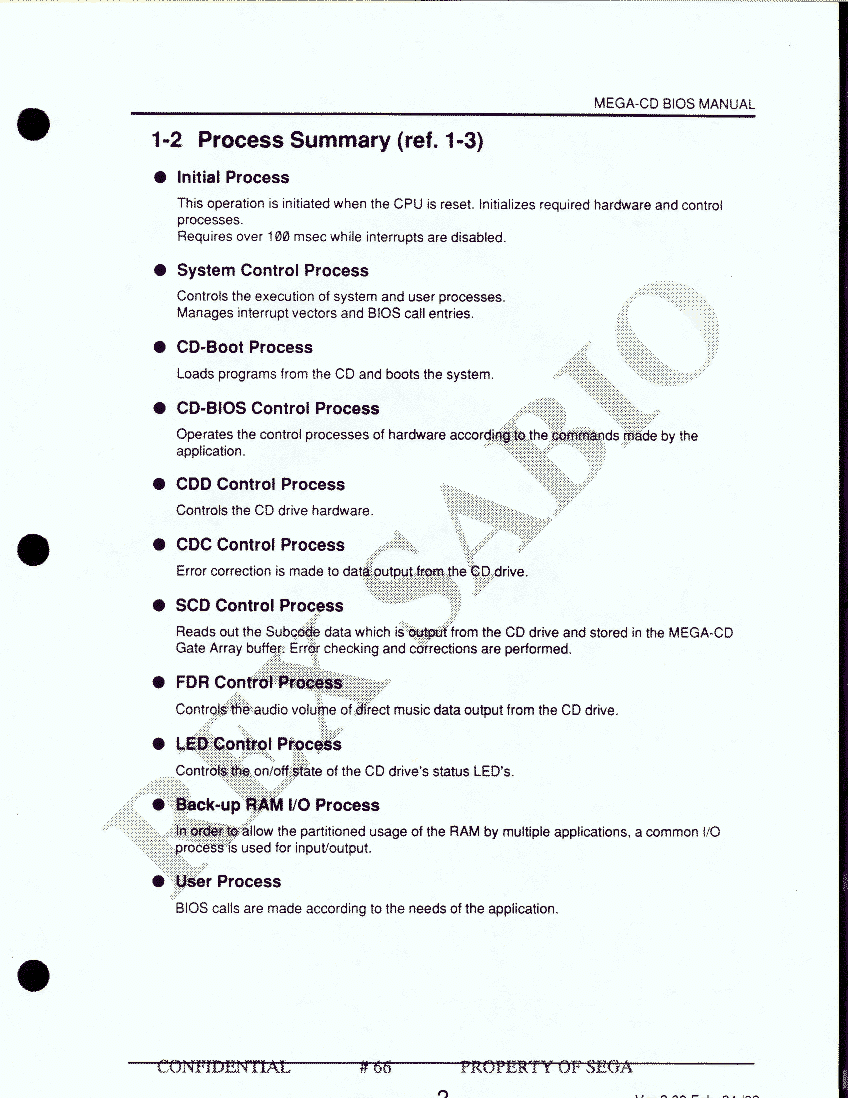 MEGA-CD BIOS MANUAL
1-2 Process Summary (ref. 1-3)
● Initial Process
This operation is initiated when the CPU is reset. Initializes required hardware and control
processes.
Requires over 100 msec while interrupts are disabled.
● System Control Process
Controls the execution of system and user processes.
Manages interrupt vectors and BIOS call entries.
● CD-Boot Process
Loads programs from the CD and boots the system.
● CD-BIOS Control Process
Operates the control processes of hardware according to the commands made by the
application.
● CDD Control Process
Controls the CD drive hardware.
● CDC Control Process
Error correction is made to data output from the CD drive.
● SCD Control Process
Reads out the Subcode data which is output from the CD drive and stored in the MEGA-CD
Gate Array buffer. Error checking and corrections are performed.
● FDR Control Process
Controls the audio volume of direct music data output from the CD drive.
● LED Control Process
Controls the on/off state of the CD drive's status LED's.
● Back-up RAM I/O Process
In order to allow the partitioned usage of the RAM by multiple applications, a common I/O
process is used for input/output.
● User Process
BIOS calls are made according to the needs of the application.
REX SABIO
CONFIDENTIAL #66 PROPERTY OF SEGA